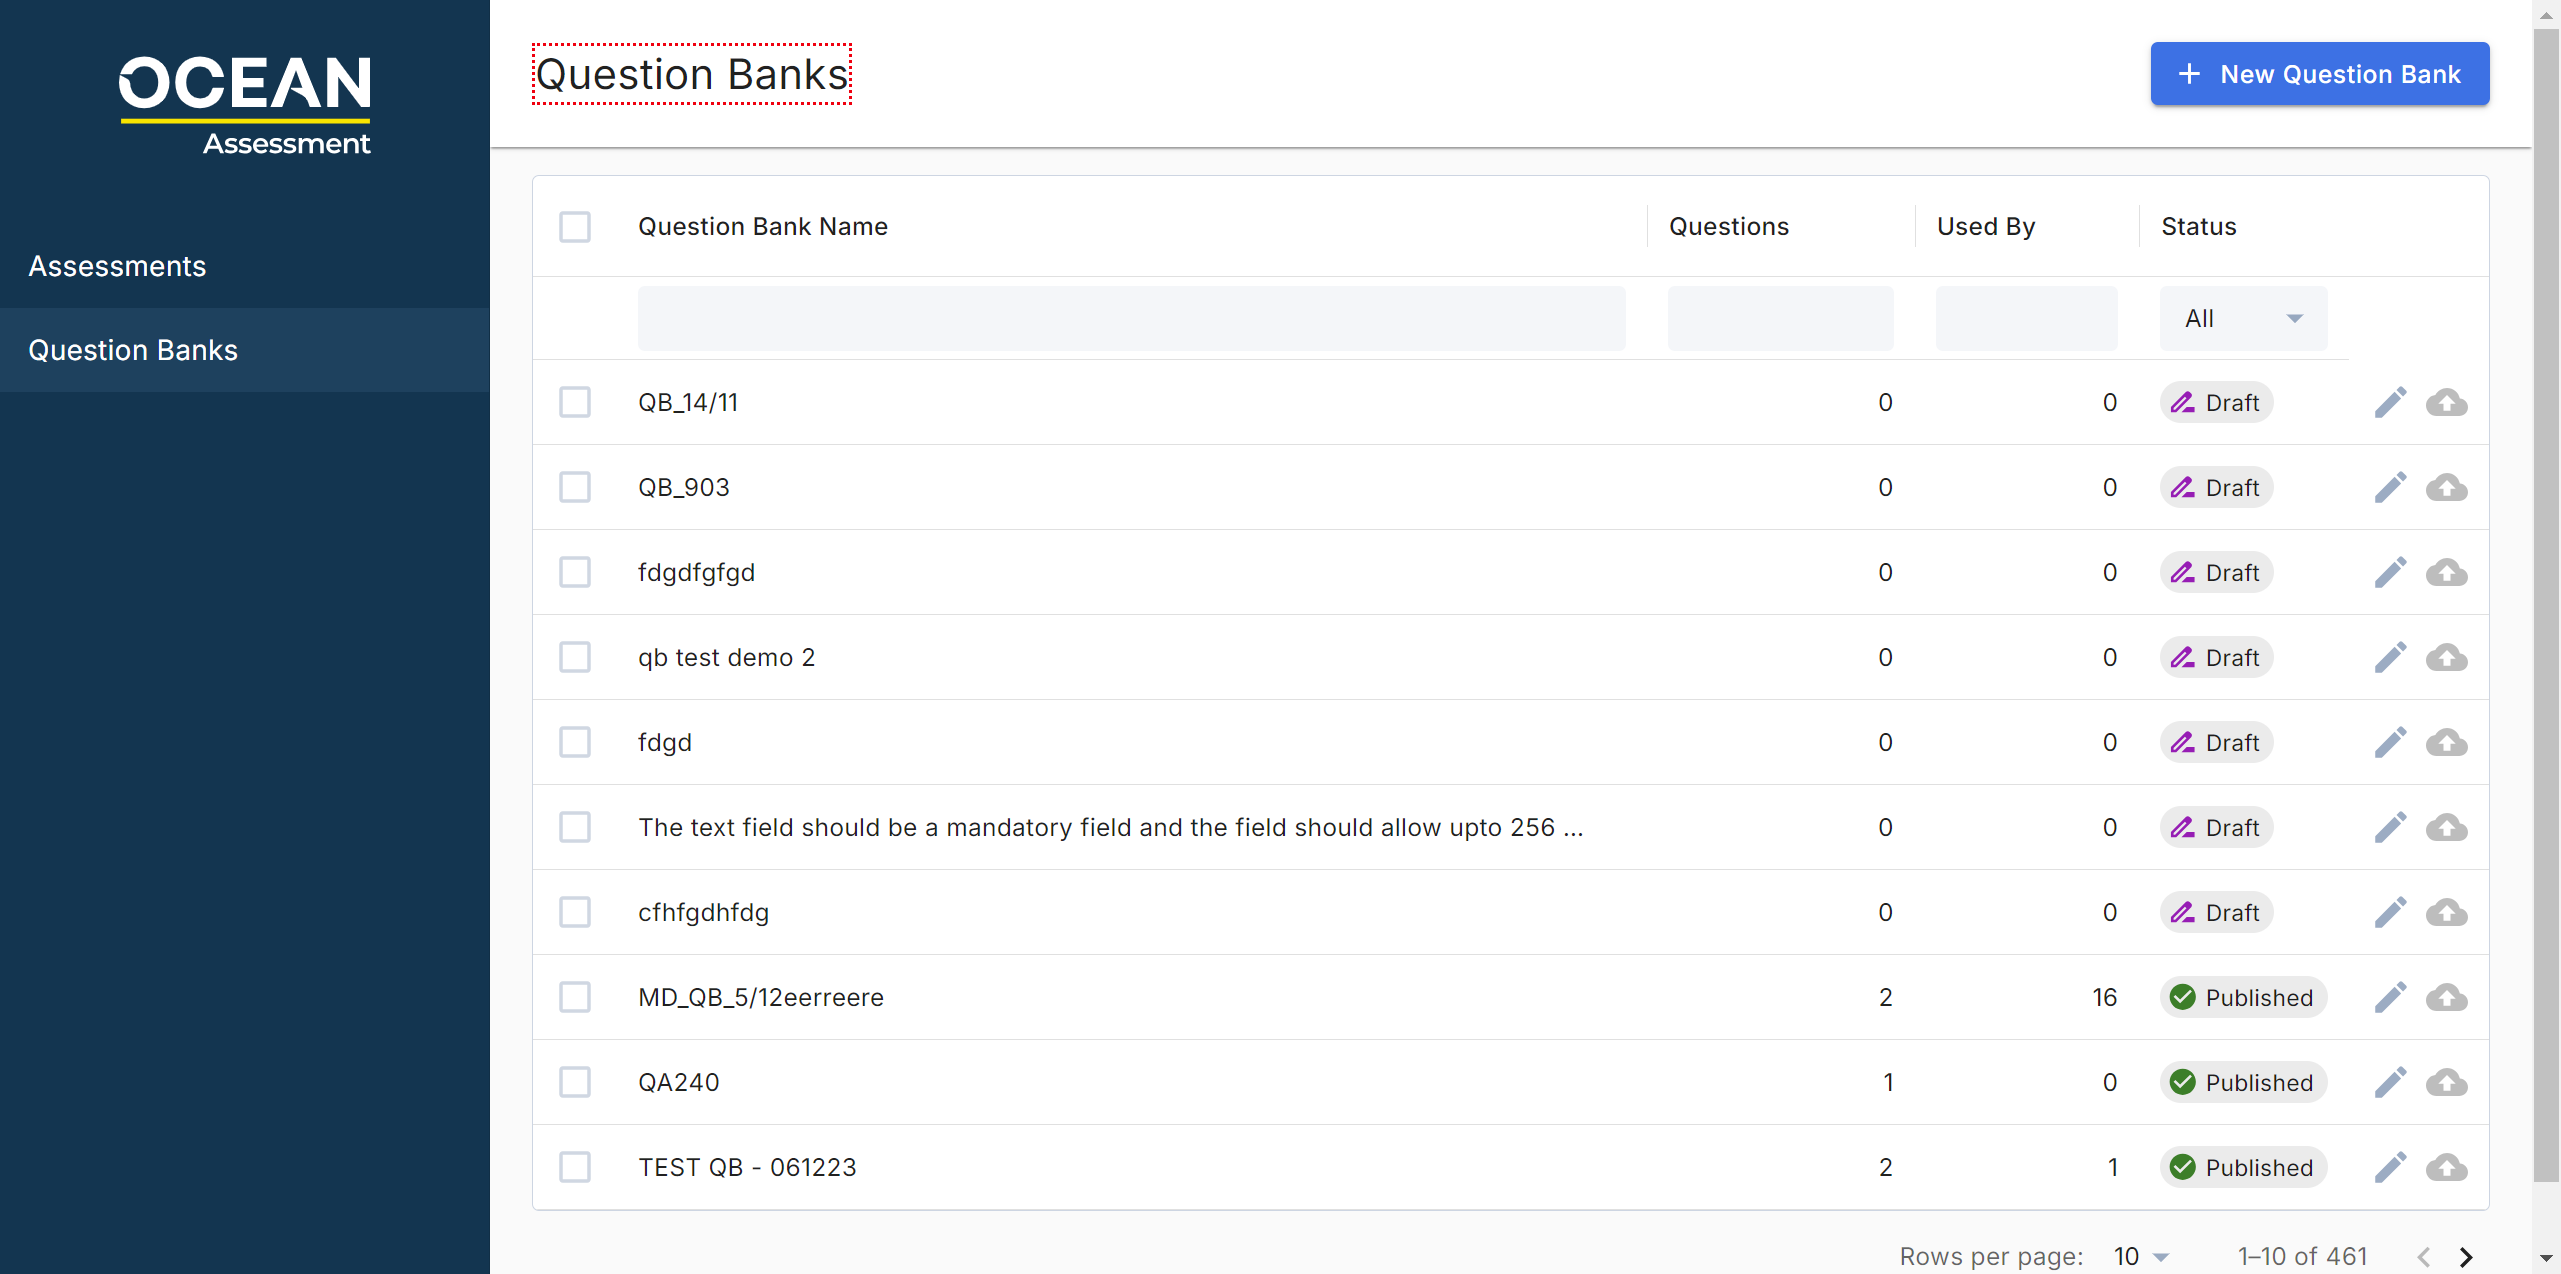 OCEAN
Assessment
Assessments
Question Banks
Question Banks
+ New Question Bank
Question Bank Name Questions Used By Status
All
QB_14/11 0 0 Draft
QB_903 0 0 Draft
fdgdfgfgd 0 0 Draft
qb test demo 2 0 0 Draft
fdgd 0 0 Draft
The text field should be a mandatory field and the field should allow upto 256 ... 0 0 Draft
cfhfgdhfdg 0 0 Draft
MD_QB_5/12eerreere 2 16 Published
QA240 1 0 Published
TEST QB - 061223 2 1 Published
Rows per page: 10 1–10 of 461